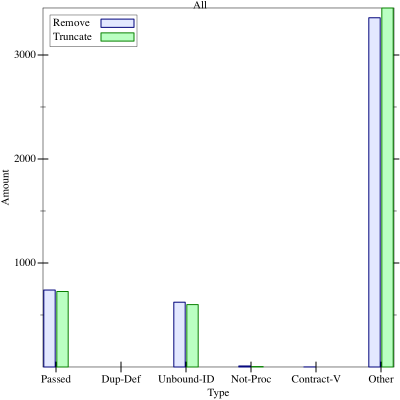 All
Remove
Truncate
3000
2000
1000
Amount
Passed Dup-Def Unbound-ID Not-Proc Contract-V Other
Type